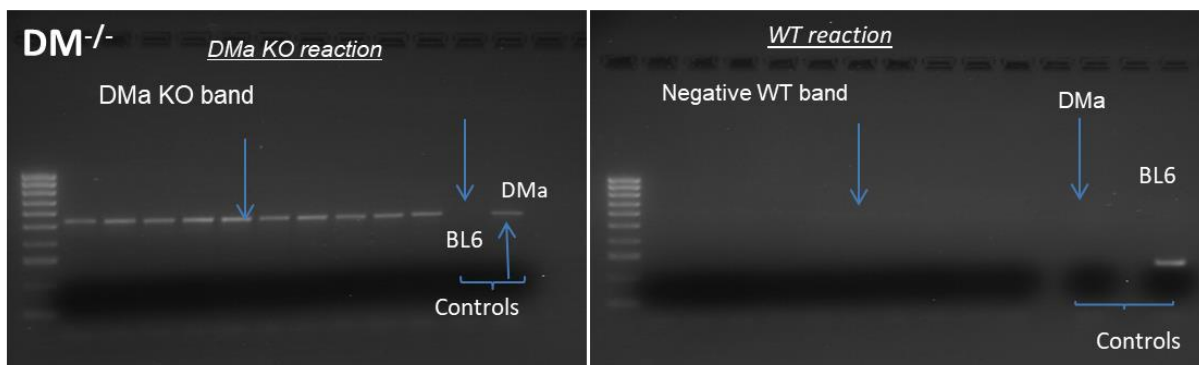 DM-/-
DMa KO reaction
DMa KO band
DMa
BL6
Controls
WT reaction
Negative WT band
DMa
BL6
Controls